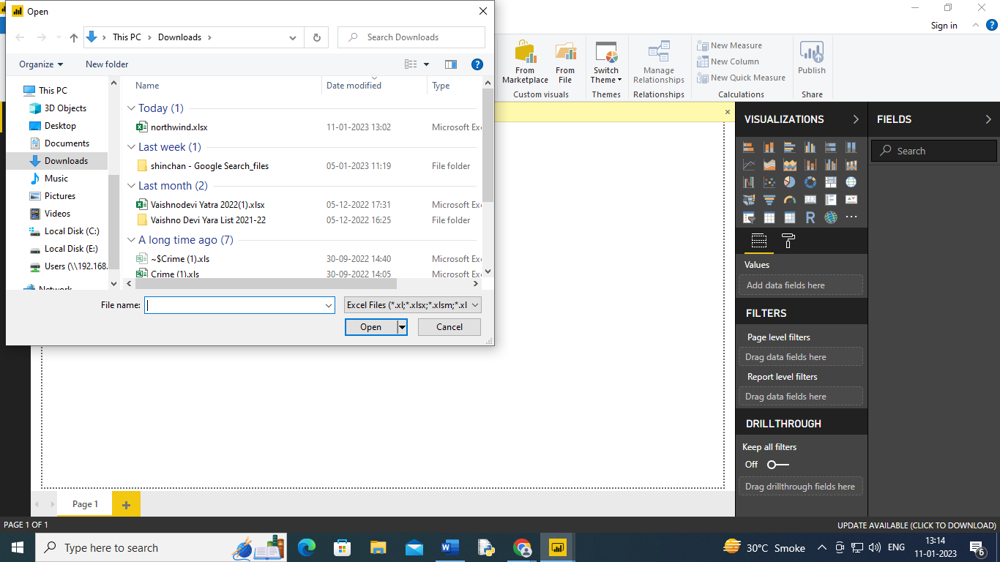 Open
This PC > Downloads >
Search Downloads
Organize
New folder
This PC
3D Objects
Desktop
Documents
Downloads
Music
Pictures
Videos
Local Disk (C:)
Local Disk (E:)
Users (\\192.168.
Network
Name Date modified Type
Today (1)
northwind.xlsx 11-01-2023 13:02 Microsoft Exc
Last week (1)
shinchan - Google Search_files 05-01-2023 11:19 File folder
Last month (2)
Vaishnodevi Yatra 2022(1).xlsx 05-12-2022 17:31 Microsoft Exc
Vaishno Devi Yara List 2021-22 05-12-2022 16:25 File folder
A long time ago (7)
~$Crime (1).xls 30-09-2022 14:40 Microsoft Exc
Crime (1).xls 30-09-2022 14:05 Microsoft Exc
File name:
Excel Files (*.xl;*.xlsx;*.xlsm;*.xl
Open
Cancel
Sign in
From Marketplace
From File
Custom visuals
Switch Theme
Themes
Manage Relationships
Relationships
New Measure
New Column
New Quick Measure
Calculations
Publish
Share
VISUALIZATIONS
R
Values
Add data fields here
FILTERS
Page level filters
Drag data fields here
Report level filters
Drag data fields here
DRILLTHROUGH
Keep all filters
Off
Drag drillthrough fields here
FIELDS
Search
Page 1
PAGE 1 OF 1
UPDATE AVAILABLE (CLICK TO DOWNLOAD)
Type here to search
30°C Smoke
ENG
13:14
11-01-2023
6